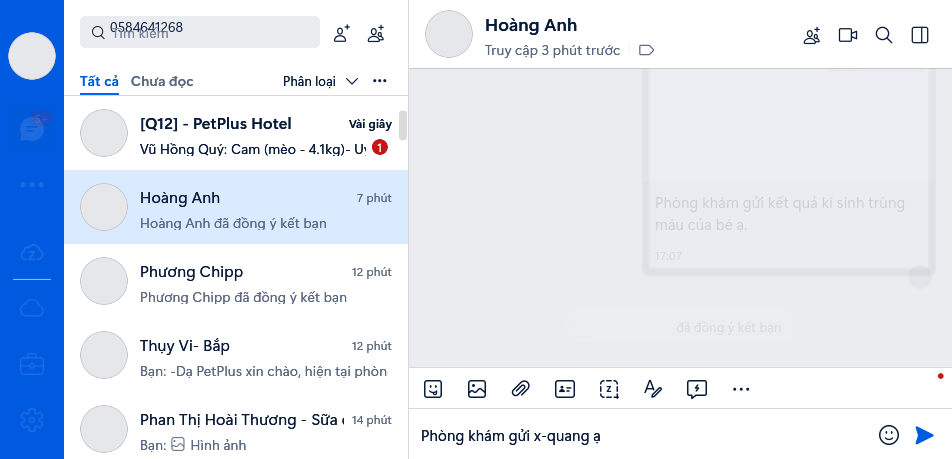 0584641268
Tìm kiếm
Tất cả Chưa đọc Phân loại
[Q12] - PetPlus Hotel Vài giây
Vũ Hồng Quý: Cam (mèo - 4.1kg)- Uy 1
Hoàng Anh 7 phút
Hoàng Anh đã đồng ý kết bạn
Phương Chipp 12 phút
Phương Chipp đã đồng ý kết bạn
Thụy Vi- Bắp 12 phút
Bạn: -Dạ PetPlus xin chào, hiện tại phòn
Phan Thị Hoài Thương - Sữa 14 phút
Bạn: Hình ảnh
Hoàng Anh
Truy cập 3 phút trước
Phòng khám gửi kết quả kí sinh trùng
máu của bé ạ.
17:07
đã đồng ý kết bạn
Phòng khám gửi x-quang ạ